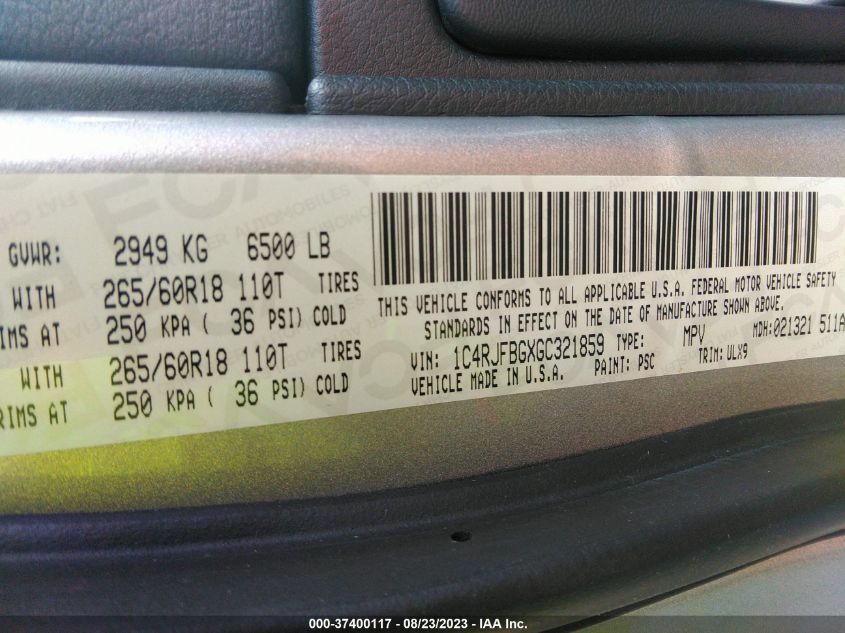 GVWR: 2949 KG 6500 LB
WITH 265/60R18 110T TIRES
RIMS AT 250 KPA ( 36 PSI) COLD
WITH 265/60R18 110T TIRES
RIMS AT 250 KPA ( 36 PSI) COLD
THIS VEHICLE CONFORMS TO ALL APPLICABLE U.S.A. FEDERAL MOTOR VEHICLE SAFETY
STANDARDS IN EFFECT ON THE DATE OF MANUFACTURE SHOWN ABOVE.
VIN: 1C4RJFBGXGC321859 TYPE: MPV MDH:021321 511A
VEHICLE MADE IN U.S.A. PAINT: PSC TRIM: ULX9
000-37400117 - 08/23/2023 - IAA Inc.